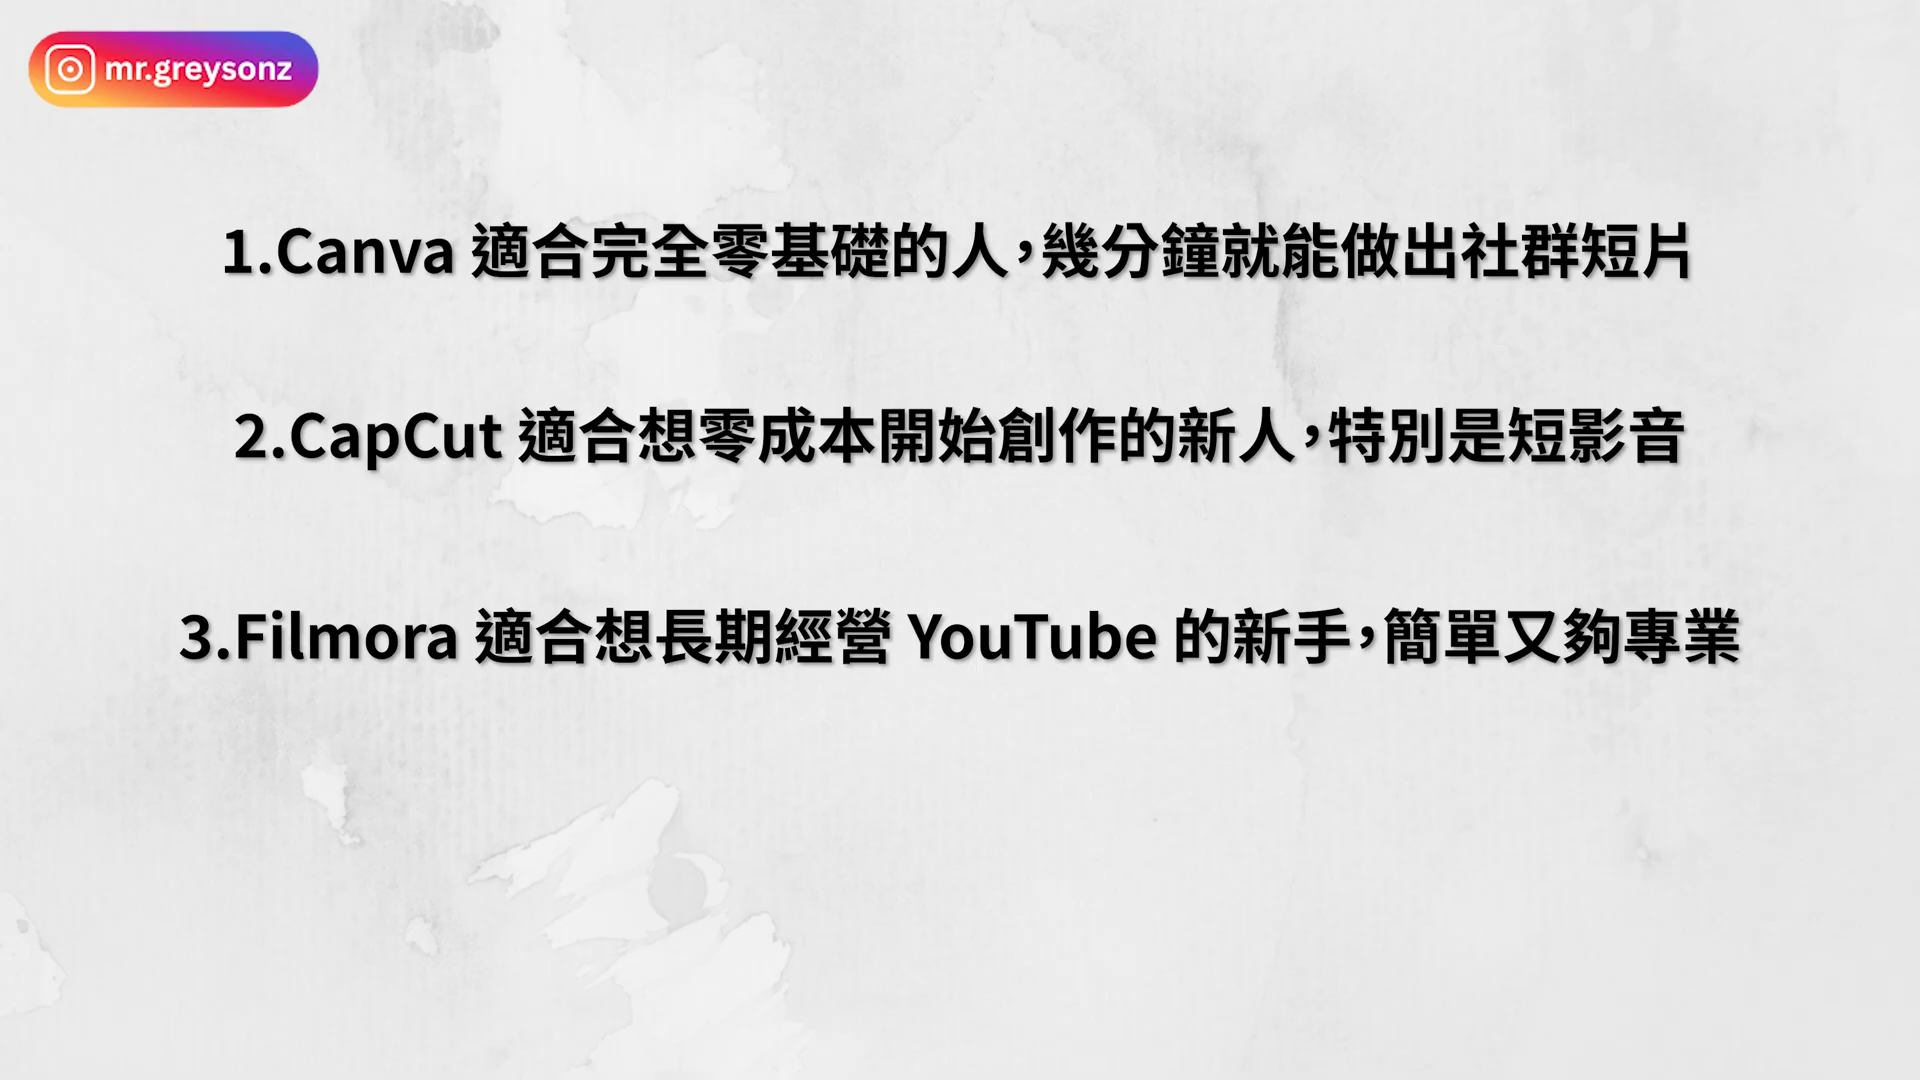 mr.greysonz
1.Canva 適合完全零基礎的人，幾分鐘就能做出社群短片
2.CapCut 適合想零成本開始創作的新人，特別是短影音
3.Filmora 適合想長期經營 YouTube 的新手，簡單又夠專業